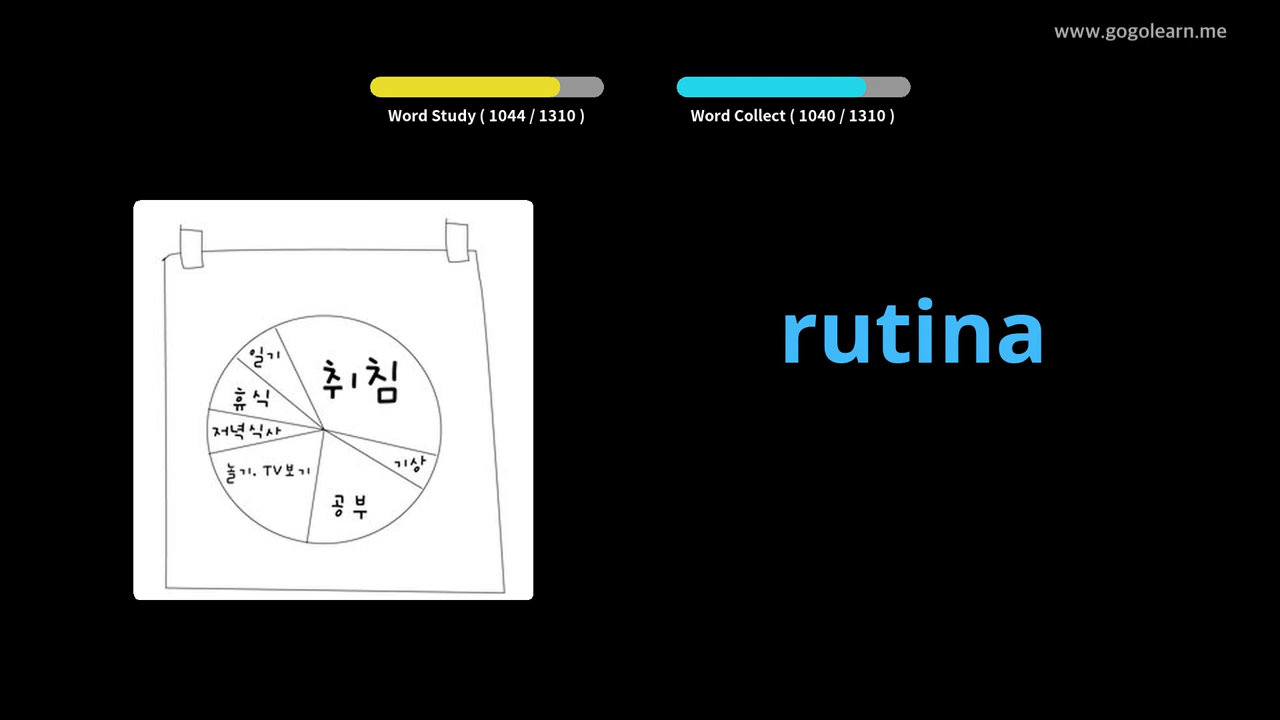 www.gogolearn.me
Word Study ( 1044 / 1310 )
Word Collect ( 1040 / 1310 )
일기
취침
휴식
저녁식사
기상
놀기. TV보기
공부
rutina